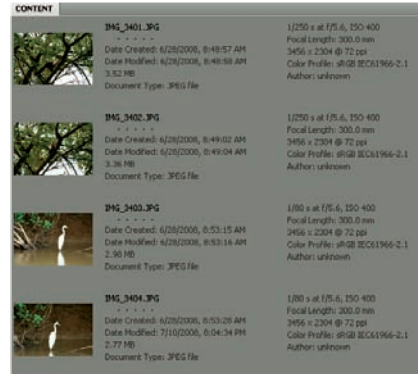 CONTENT
IMG_3401.JPG
Date Created: 6/28/2008, 8:48:57 AM
Date Modified: 6/28/2008, 8:48:58 AM
3.52 MB
Document Type: JPEG file
1/250 s at f/5.6, ISO 400
Focal Length: 300.0 mm
3456 x 2304 @ 72 ppi
Color Profile: sRGB IEC61966-2.1
Author: unknown
IMG_3402.JPG
Date Created: 6/28/2008, 8:49:02 AM
Date Modified: 6/28/2008, 8:49:04 AM
3.36 MB
Document Type: JPEG file
1/250 s at f/5.6, ISO 400
Focal Length: 300.0 mm
3456 x 2304 @ 72 ppi
Color Profile: sRGB IEC61966-2.1
Author: unknown
IMG_3403.JPG
Date Created: 6/28/2008, 8:53:15 AM
Date Modified: 6/28/2008, 8:53:16 AM
2.98 MB
Document Type: JPEG file
1/80 s at f/5.6, ISO 400
Focal Length: 300.0 mm
3456 x 2304 @ 72 ppi
Color Profile: sRGB IEC61966-2.1
Author: unknown
IMG_3404.JPG
Date Created: 6/28/2008, 8:53:28 AM
Date Modified: 7/10/2008, 8:04:34 PM
2.77 MB
Document Type: JPEG file
1/80 s at f/5.6, ISO 400
Focal Length: 300.0 mm
3456 x 2304 @ 72 ppi
Color Profile: sRGB IEC61966-2.1
Author: unknown